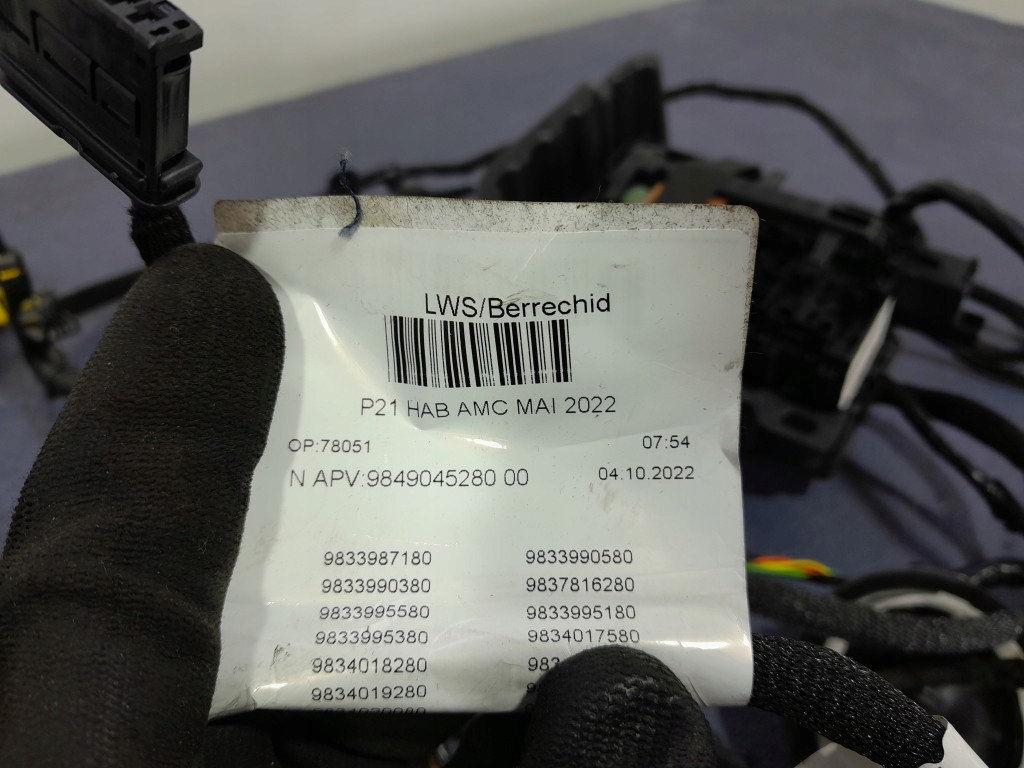 LWS/Berrechid
P21 HAB AMC MAI 2022
OP:78051 07:54
N APV:9849045280 00 04.10.2022
9833987180 9833990580
9833990380 9837816280
9833995580 9833995180
9833995380 9834017580
9834018280 983
9834019280